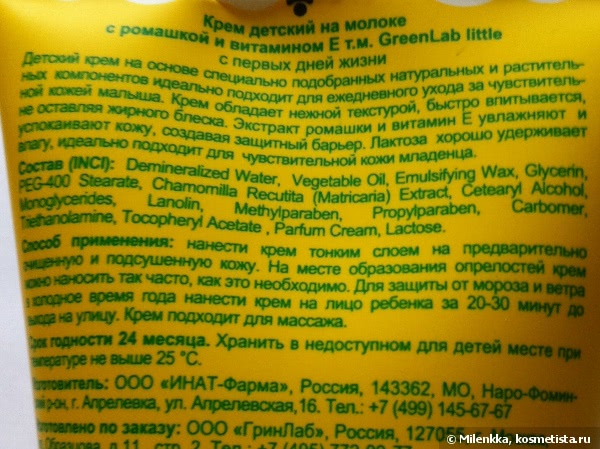 Крем детский на молоке
с ромашкой и витамином Е т.м. GreenLab little
с первых дней жизни
Детский крем на основе специально подобранных натуральных и раститель-
ных компонентов идеально подходит для ежедневного ухода за чувствитель-
ной кожей малыша. Крем обладает нежной текстурой, быстро впитывается,
не оставляя жирного блеска. Экстракт ромашки и витамин Е увлажняют и
успокаивают кожу, создавая защитный барьер. Лактоза хорошо удерживает
влагу, идеально подходит для чувствительной кожи младенца.
Состав (INCI): Demineralized Water, Vegetable Oil, Emulsifying Wax, Glycerin,
PEG-400 Stearate, Chamomilla Recutita (Matricaria) Extract, Cetearyl Alcohol,
Monoglycerides, Lanolin, Methylparaben, Propylparaben, Carbomer,
Triethanolamine, Tocopheryl Acetate , Parfum Cream, Lactose.
Способ применения: нанести крем тонким слоем на предварительно
очищенную и подсушенную кожу. На месте образования опрелостей крем
можно наносить так часто, как это необходимо. Для защиты от мороза и ветра
в холодное время года нанести крем на лицо ребенка за 20-30 минут до
выхода на улицу. Крем подходит для массажа.
Срок годности 24 месяца. Хранить в недоступном для детей месте при
температуре не выше 25 °C.
Изготовитель: ООО «ИНАТ-Фарма», Россия, 143362, МО, Наро-Фомин-
ский р-он, г. Апрелевка, ул. Апрелевская,16. Тел.: +7 (499) 145-67-67
Изготовлено по заказу: ООО «ГринЛаб», Россия, 127055, г.
Образцова, д.11, стр. 2, Тел.: +7 (495)
© Milenkka, kosmetista.ru